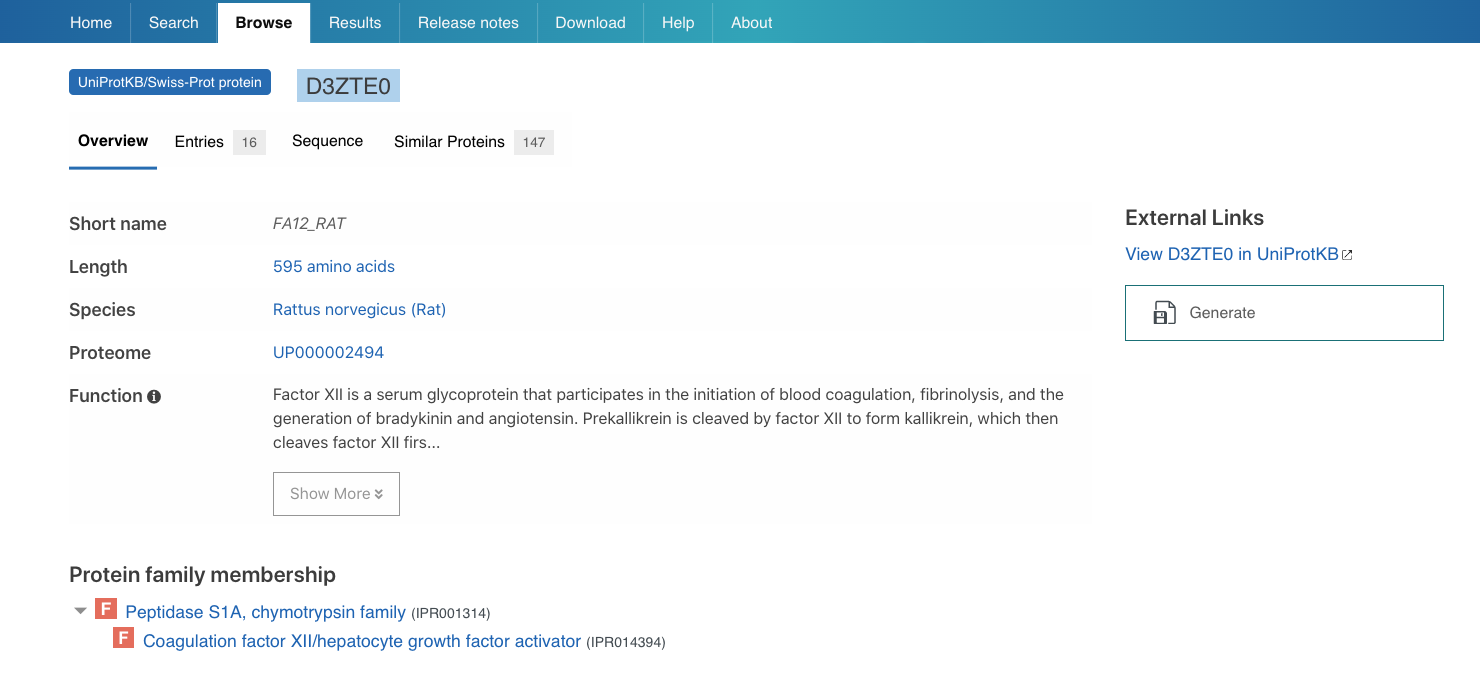 Home Search Browse Results Release notes Download Help About
UniProtKB/Swiss-Prot protein D3ZTE0
Overview Entries 16 Sequence Similar Proteins 147
Short name FA12_RAT
Length 595 amino acids
Species Rattus norvegicus (Rat)
Proteome UP000002494
Function Factor XII is a serum glycoprotein that participates in the initiation of blood coagulation, fibrinolysis, and the
generation of bradykinin and angiotensin. Prekallikrein is cleaved by factor XII to form kallikrein, which then
cleaves factor XII firs...
Show More
External Links
View D3ZTE0 in UniProtKB
Generate
Protein family membership
F Peptidase S1A, chymotrypsin family (IPR001314)
F Coagulation factor XII/hepatocyte growth factor activator (IPR014394)